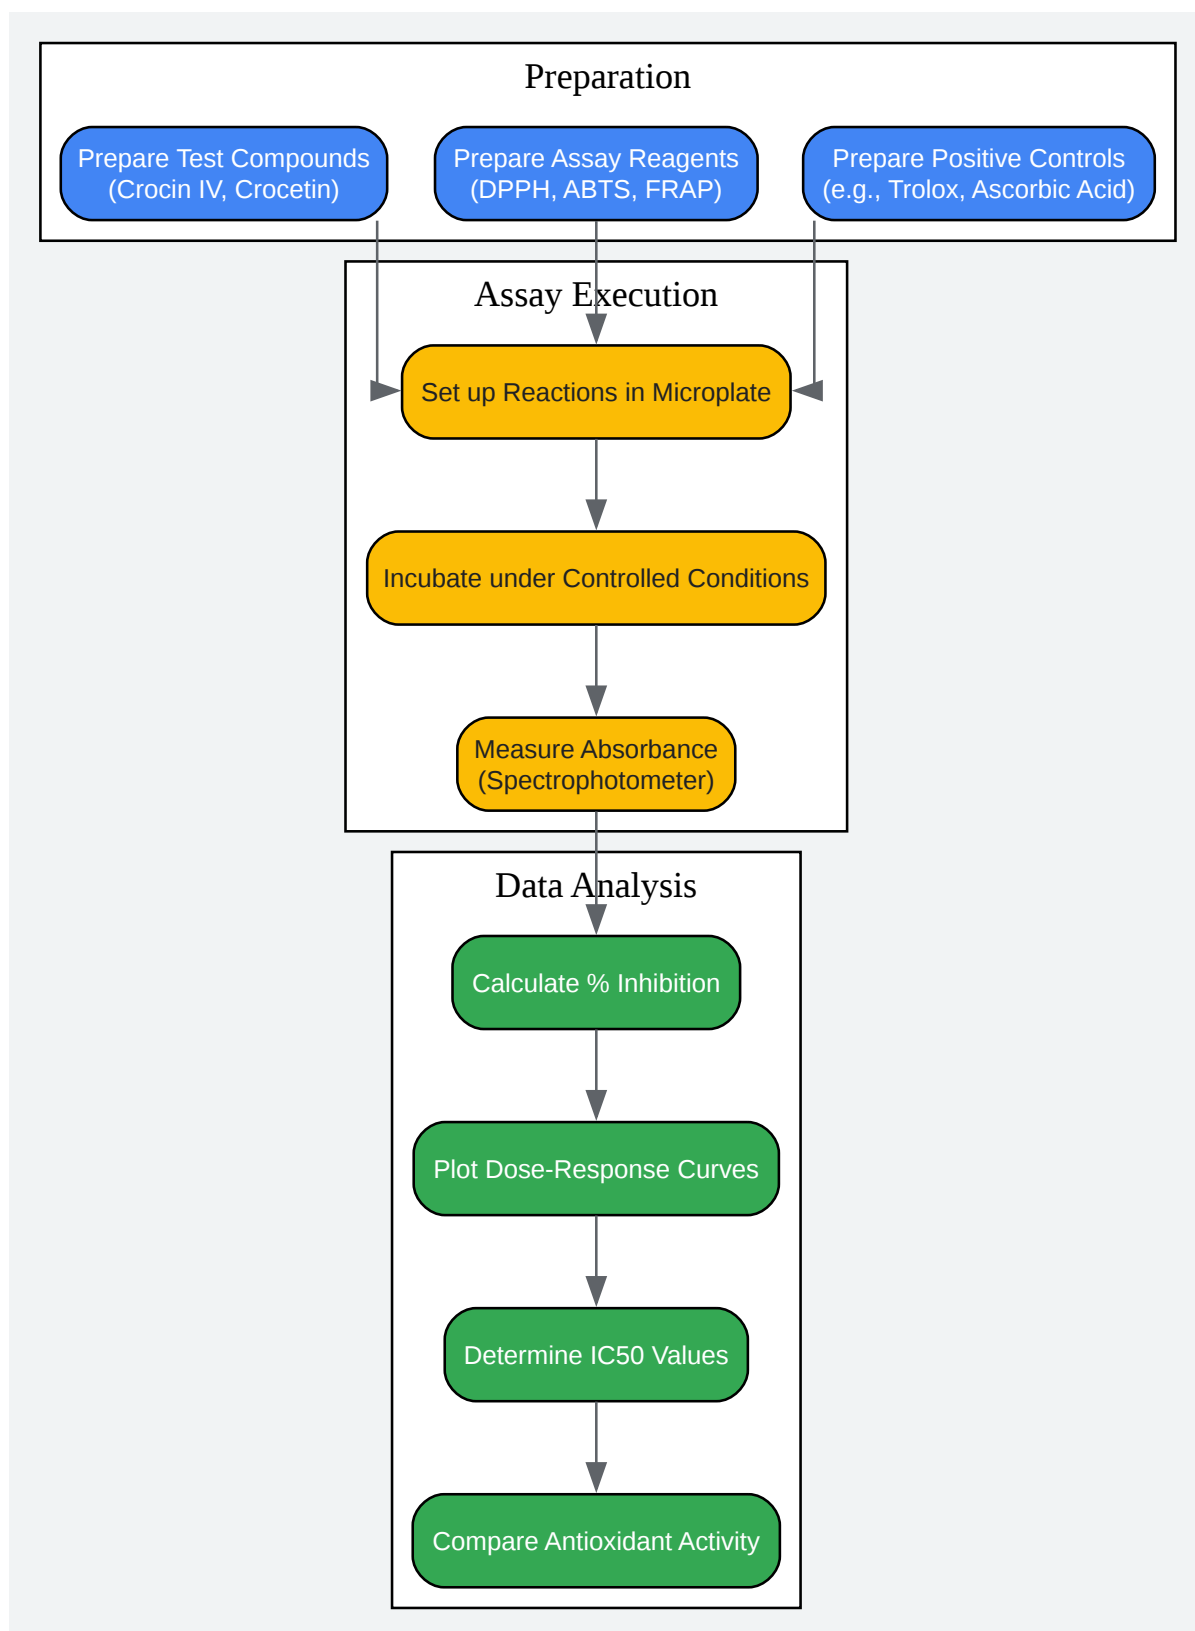 Preparation
Prepare Test Compounds
(Crocin IV, Crocetin)
Prepare Assay Reagents
(DPPH, ABTS, FRAP)
Prepare Positive Controls
(e.g., Trolox, Ascorbic Acid)
Assay Execution
Set up Reactions in Microplate
Incubate under Controlled Conditions
Measure Absorbance
(Spectrophotometer)
Data Analysis
Calculate % Inhibition
Plot Dose-Response Curves
Determine IC50 Values
Compare Antioxidant Activity